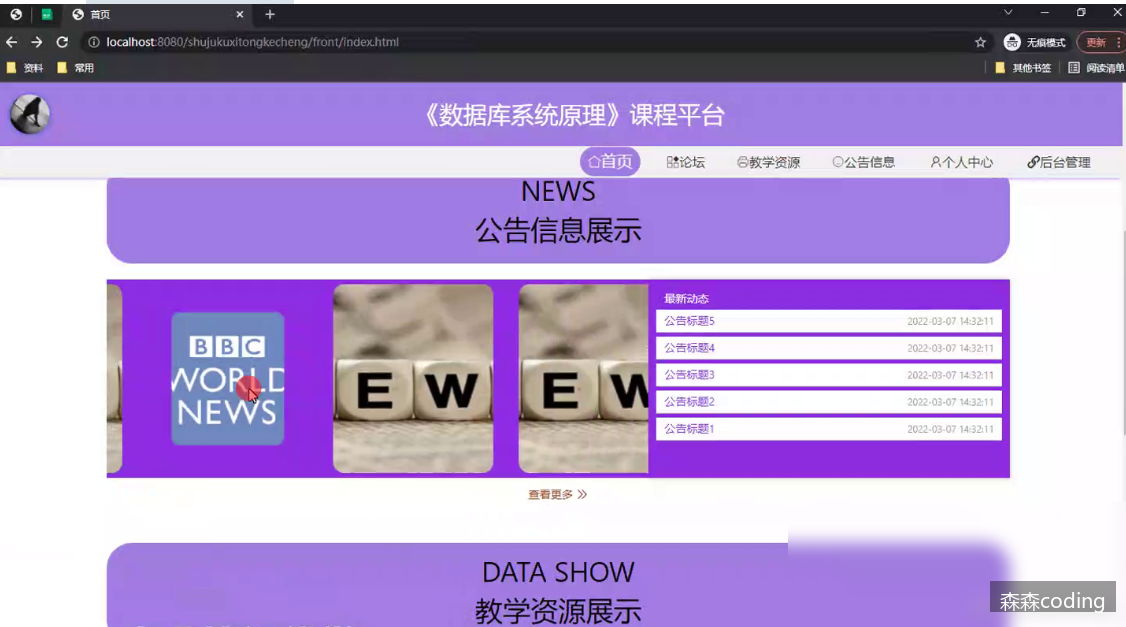 首页
localhost:8080/shujukuxitongkecheng/front/index.html
无痕模式
更新
资料
常用
其他书签
阅读清单
《数据库系统原理》课程平台
首页
论坛
教学资源
公告信息
个人中心
后台管理
NEWS
公告信息展示
BBC
WORLD
NEWS
E W
E W
最新动态
公告标题5 2022-03-07 14:32:11
公告标题4 2022-03-07 14:32:11
公告标题3 2022-03-07 14:32:11
公告标题2 2022-03-07 14:32:11
公告标题1 2022-03-07 14:32:11
查看更多
DATA SHOW
教学资源展示
森森coding